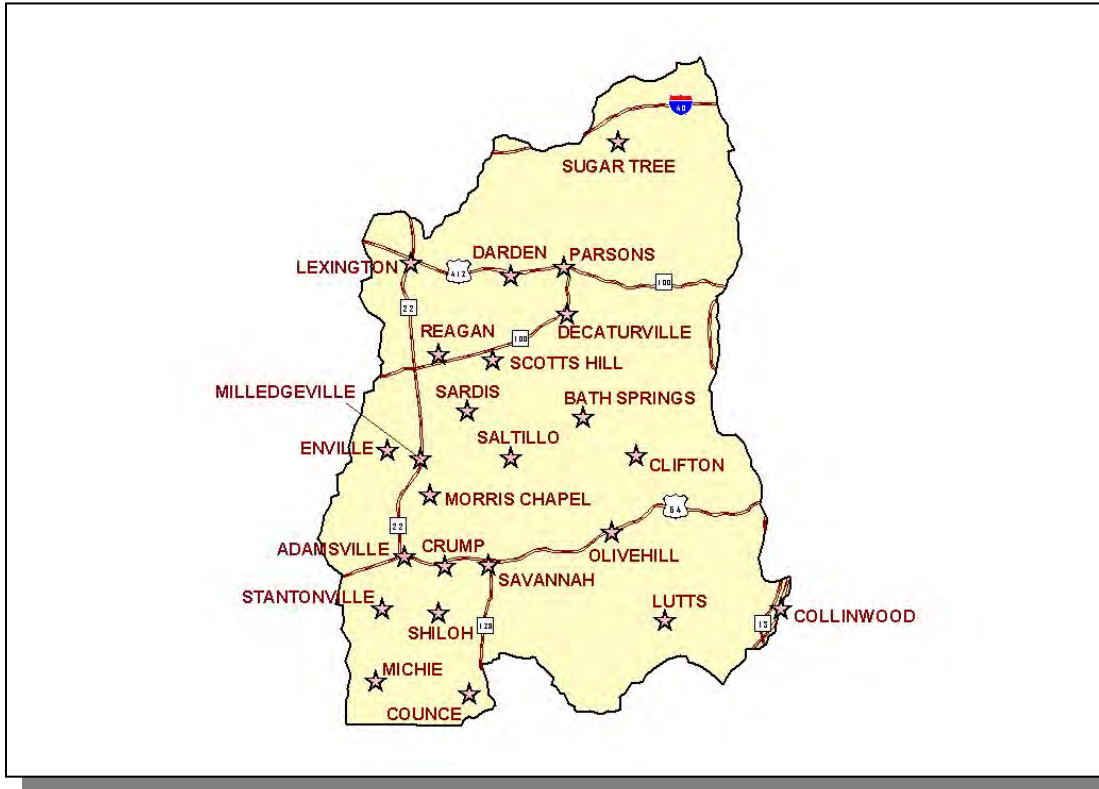 40
SUGAR TREE
DARDEN
PARSONS
LEXINGTON
412
100
22
DECATURVILLE
REAGAN
100
SCOTTS HILL
MILLEDGEVILLE
SARDIS
BATH SPRINGS
ENVILLE
SALTILLO
CLIFTON
MORRIS CHAPEL
64
22
ADAMSVILLE
CRUMP
OLIVEHILL
SAVANNAH
STANTONVILLE
LUTTS
COLLINWOOD
SHILOH
128
13
MICHIE
COUNCE